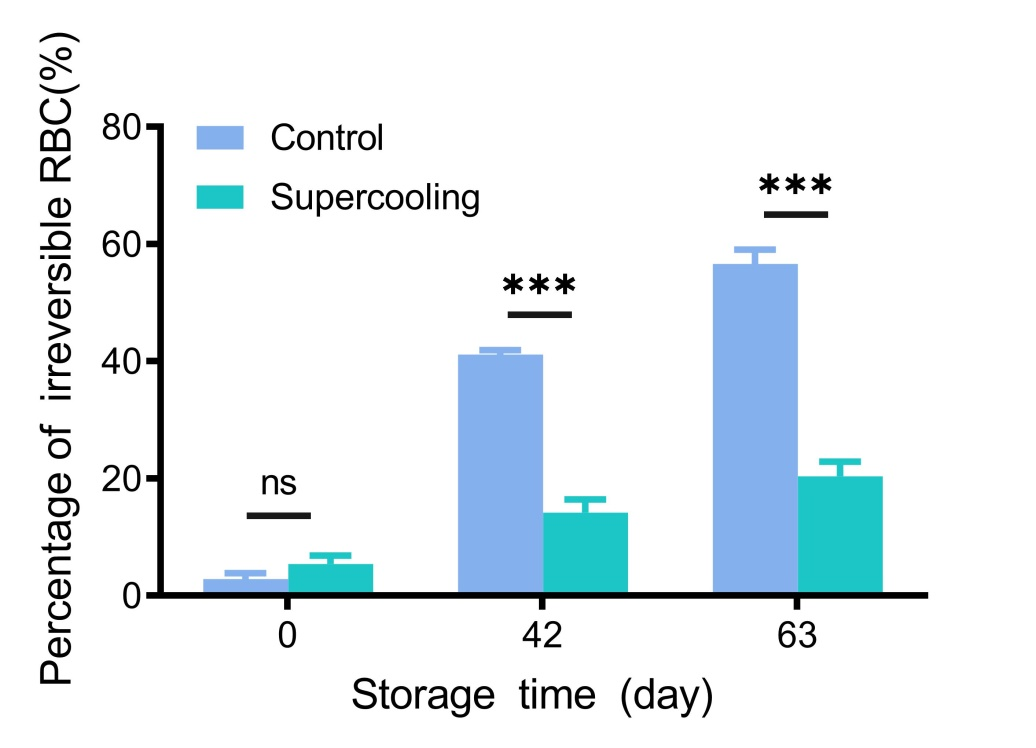 Percentage of irreversible RBC(%)
80
60
40
20
0
Control
Supercooling
ns
***
***
0 42 63
Storage time (day)